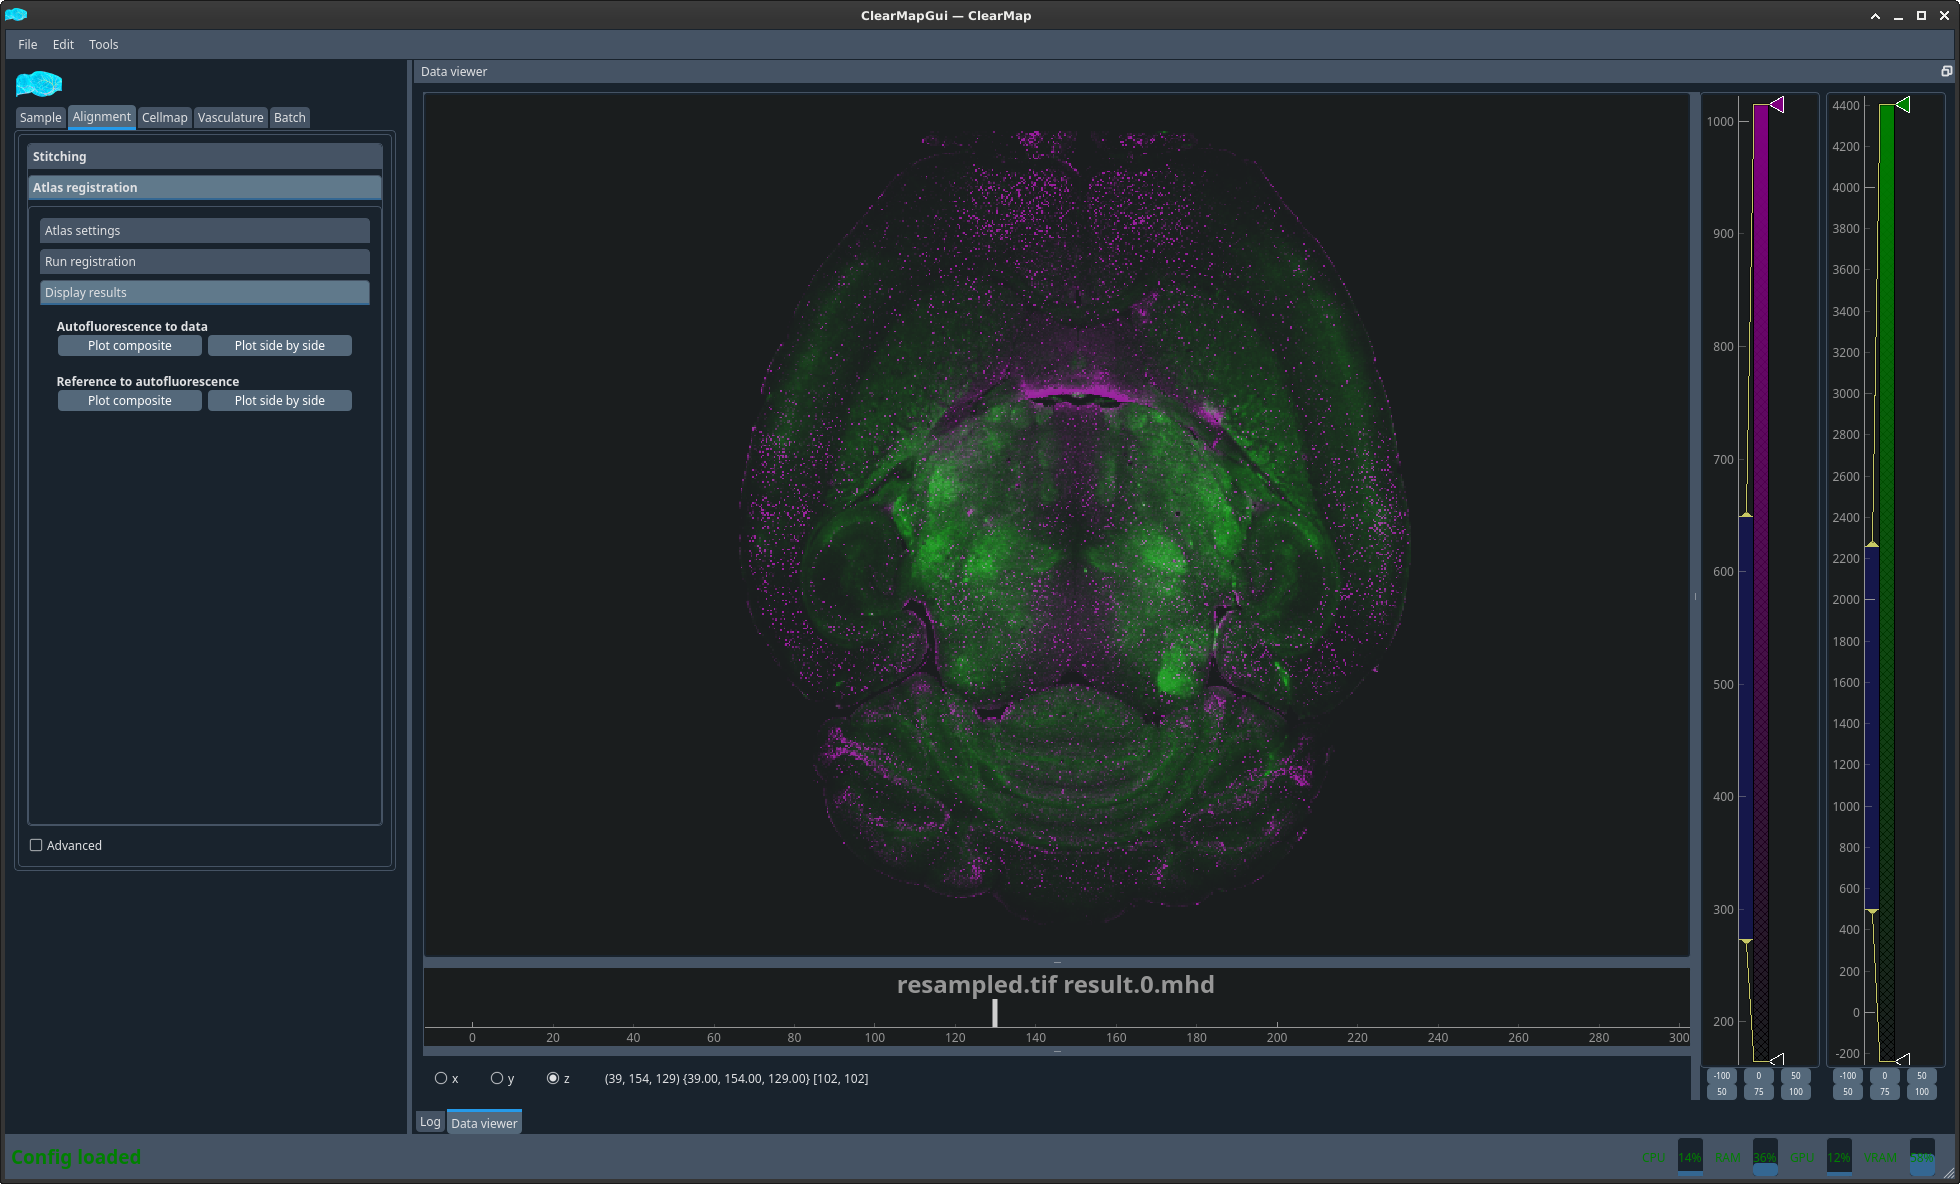 ClearMapGui — ClearMap
File Edit Tools
Data viewer
Sample Alignment Cellmap Vasculature Batch
Stitching
Atlas registration
Atlas settings
Run registration
Display results
Autofluorescence to data
Plot composite Plot side by side
Reference to autofluorescence
Plot composite Plot side by side
Advanced
1000
900
800
700
600
500
400
300
200
4400
4200
4000
3800
3600
3400
3200
3000
2800
2600
2400
2200
2000
1800
1600
1400
1200
1000
800
600
400
200
0
-200
resampled.tif result.0.mhd
0 20 40 60 80 100 120 140 160 180 200 220 240 260 280 300
x y z (39, 154, 129) {39.00, 154.00, 129.00} [102, 102]
-100 0 50 -100 0 50
50 75 100 50 75 100
Log Data viewer
Config loaded
CPU 14% RAM 36% GPU 12% VRAM